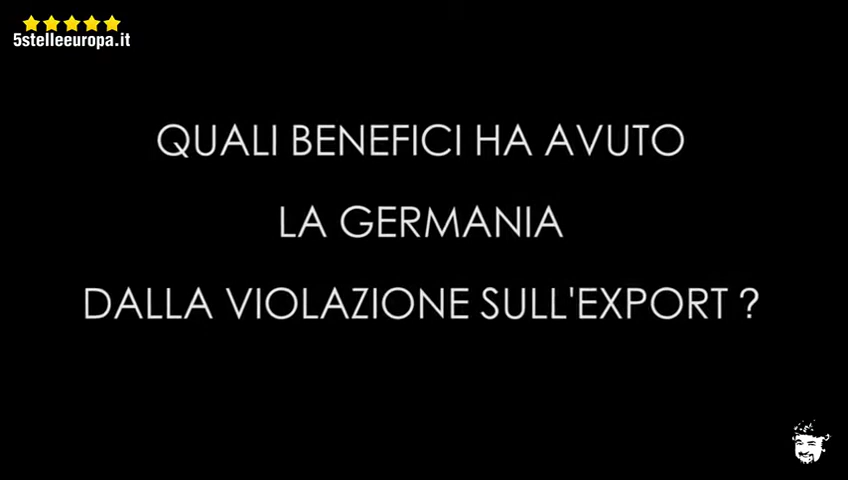 5stelleeuropa.it
QUALI BENEFICI HA AVUTO
LA GERMANIA
DALLA VIOLAZIONE SULL'EXPORT ?